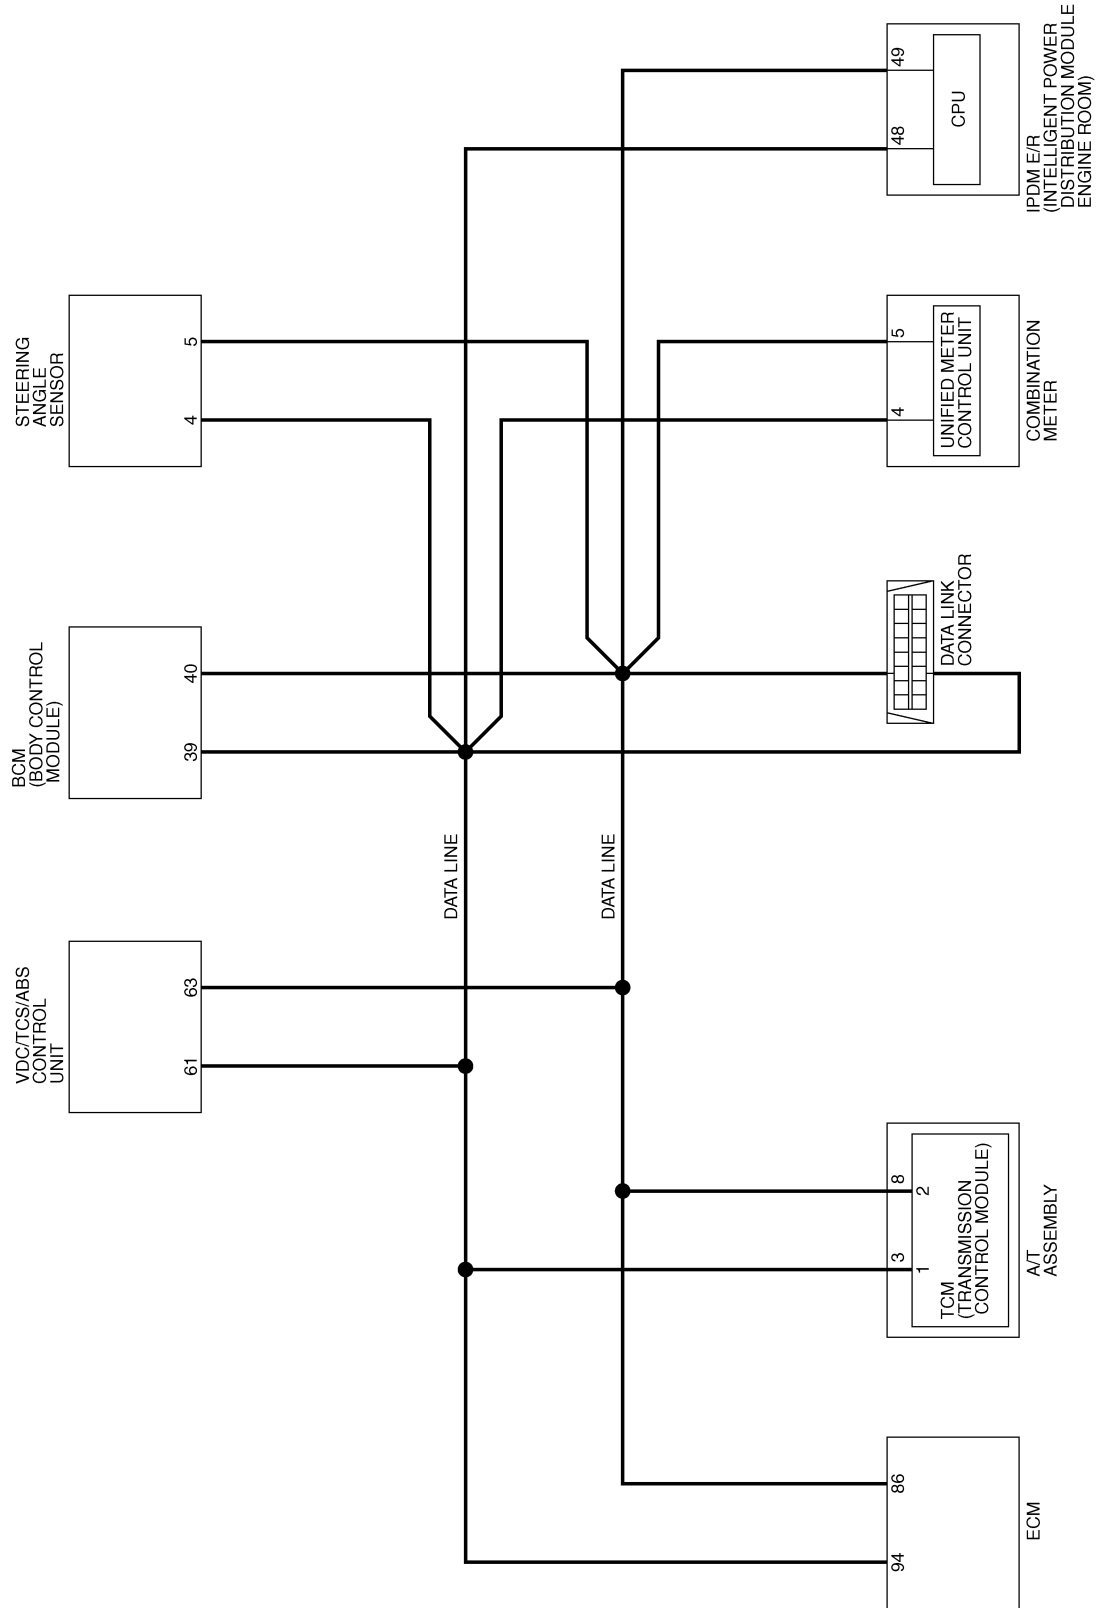 VDC/TCS/ABS
CONTROL
UNIT
61
63
BCM
(BODY CONTROL
MODULE)
39
40
STEERING
ANGLE
SENSOR
4
5
DATA LINE
DATA LINE
94
86
ECM
3
8
1
2
TCM
(TRANSMISSION
CONTROL MODULE)
A/T
ASSEMBLY
DATA LINK
CONNECTOR
4
5
UNIFIED METER
CONTROL UNIT
COMBINATION
METER
48
49
CPU
IPDM E/R
(INTELLIGENT POWER
DISTRIBUTION MODULE
ENGINE ROOM)